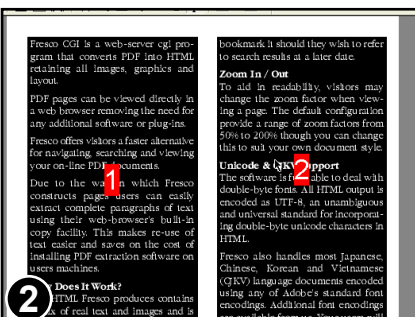 Fresco CGI is a web-server cgi pro-
gram that converts PDF into HTML
retaining all images, graphics and
layout.
PDF pages can be viewed directly in
a web browser removing the need for
any additional software or plug-ins.
Fresco offers visitors a faster alternative
for navigating, searching and viewing
your on-line PDF documents.
Due to the way in which Fresco
constructs pages users can easily
extract complete paragraphs of text
using their web-browser's built-in
copy facility. This makes re-use of
text easier and saves on the cost of
installing PDF extraction software on
users machines.
Does It Work?
HTML Fresco produces contains
of real text and images and is
1
2
bookmark it should they wish to refer
to search results at a later date.
Zoom In / Out
To aid in readability, visitors may
change the zoom factor when view-
ing a page. The default configuration
provide a range of zoom factors from
50% to 200% though you can change
this to suit your own document style.
Unicode & CJKV Support
The software is able to deal with
double-byte fonts. All HTML output is
encoded as UTF-8, an unambiguous
and universal standard for incorporat-
ing double-byte unicode characters in
HTML.
Fresco also handles most Japanese,
Chinese, Korean and Vietnamese
(CJKV) language documents encoded
using any of Adobe's standard font
encodings. Additional font encodings
2